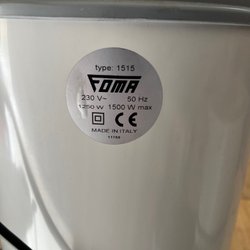 type: 1515
FOMA
230 V~ 50 Hz
1250 W 1500 W max
CE
MADE IN ITALY